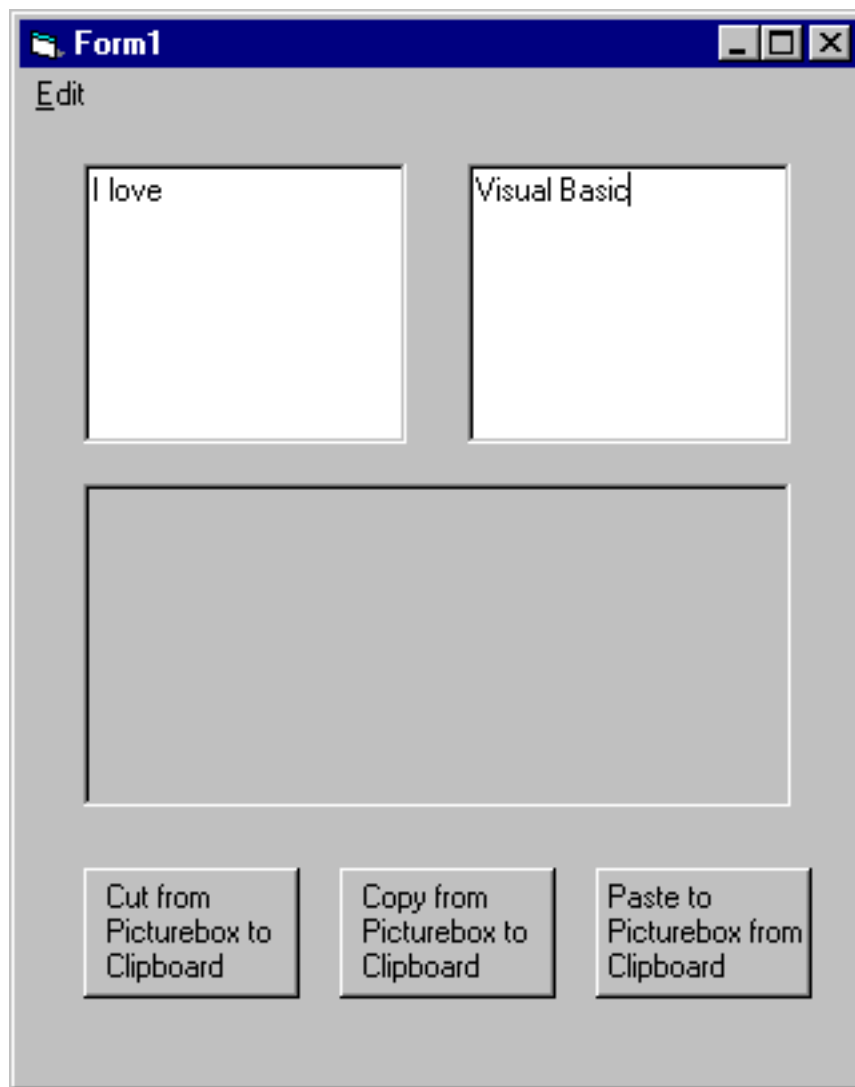 Form1
Edit
I love
Visual Basic
Cut from
Picturebox to
Clipboard
Copy from
Picturebox to
Clipboard
Paste to
Picturebox from
Clipboard